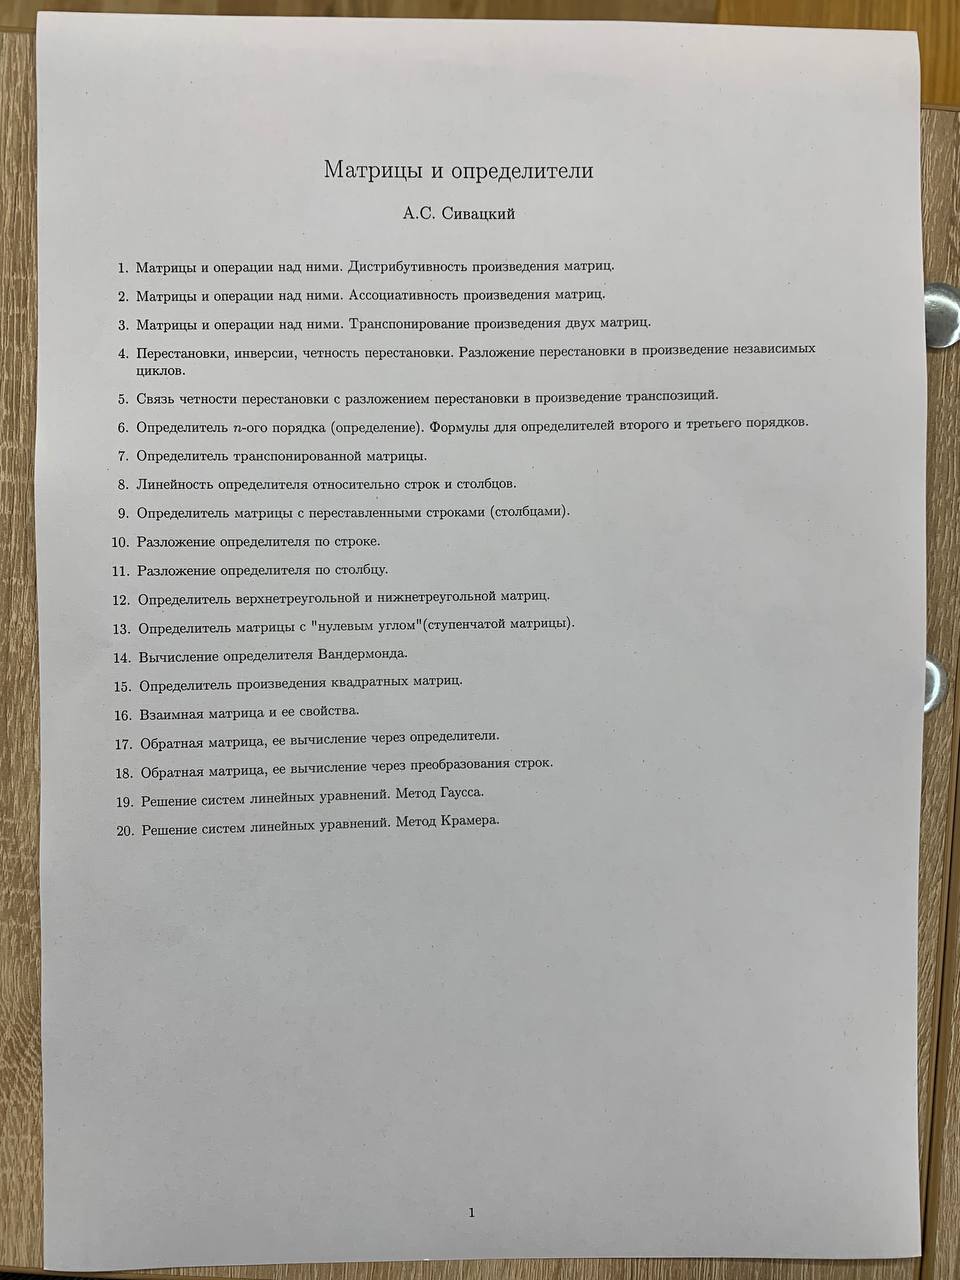 Матрицы и определители
А.С. Сивацкий
1. Матрицы и операции над ними. Дистрибутивность произведения матриц.
2. Матрицы и операции над ними. Ассоциативность произведения матриц.
3. Матрицы и операции над ними. Транспонирование произведения двух матриц.
4. Перестановки, инверсии, четность перестановки. Разложение перестановки в произведение независимых
циклов.
5. Связь четности перестановки с разложением перестановки в произведение транспозиций.
6. Определитель n-ого порядка (определение). Формулы для определителей второго и третьего порядков.
7. Определитель транспонированной матрицы.
8. Линейность определителя относительно строк и столбцов.
9. Определитель матрицы с переставленными строками (столбцами).
10. Разложение определителя по строке.
11. Разложение определителя по столбцу.
12. Определитель верхнетреугольной и нижнетреугольной матриц.
13. Определитель матрицы с "нулевым углом"(ступенчатой матрицы).
14. Вычисление определителя Вандермонда.
15. Определитель произведения квадратных матриц.
16. Взаимная матрица и ее свойства.
17. Обратная матрица, ее вычисление через определители.
18. Обратная матрица, ее вычисление через преобразования строк.
19. Решение систем линейных уравнений. Метод Гаусса.
20. Решение систем линейных уравнений. Метод Крамера.
1